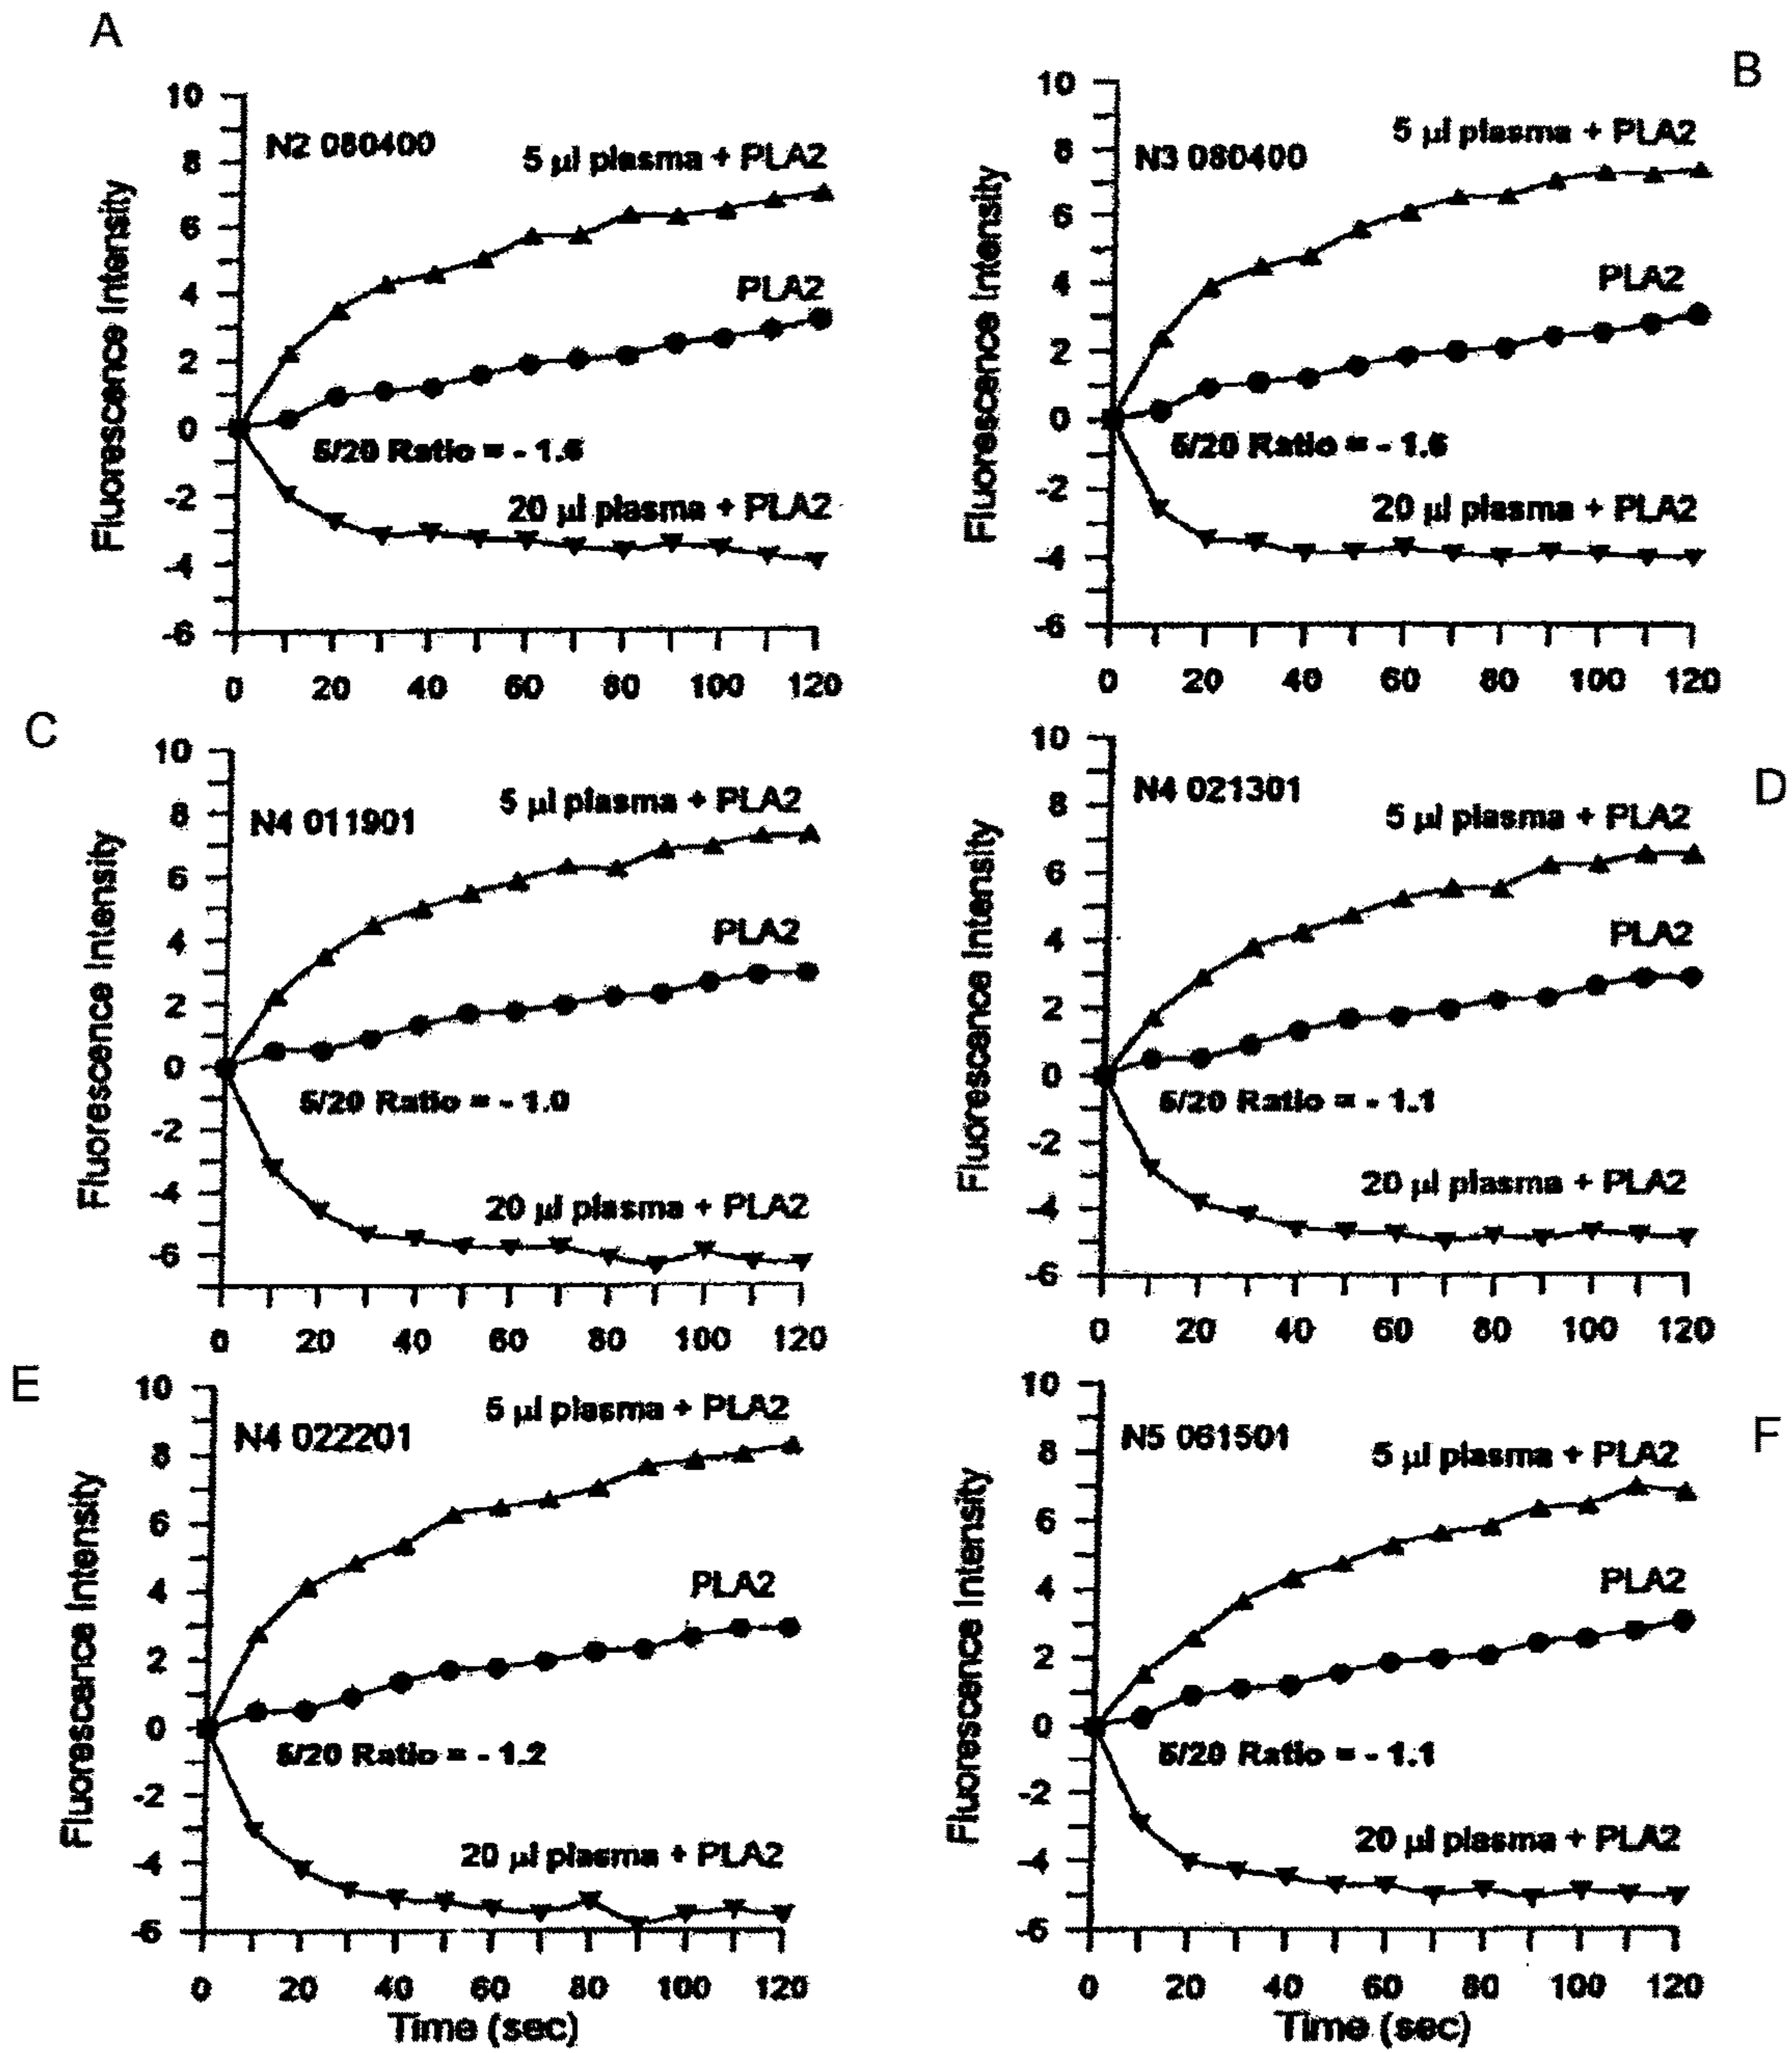 A
10
8
6
4
2
0
-2
-4
-6
Fluorescence Intensity
N2 080400
5 µl plasma + PLA2
PLA2
5/20 Ratio = - 1.6
20 µl plasma + PLA2
0 20 40 60 80 100 120
B
10
8
6
4
2
0
-2
-4
-6
Fluorescence Intensity
N3 080400
5 µl plasma + PLA2
PLA2
5/20 Ratio = - 1.6
20 µl plasma + PLA2
0 20 40 60 80 100 120
C
10
8
6
4
2
0
-2
-4
-6
Fluorescence Intensity
N4 011901
5 µl plasma + PLA2
PLA2
5/20 Ratio = - 1.0
20 µl plasma + PLA2
0 20 40 60 80 100 120
D
10
8
6
4
2
0
-2
-4
-6
Fluorescence Intensity
N4 021301
5 µl plasma + PLA2
PLA2
5/20 Ratio = - 1.1
20 µl plasma + PLA2
0 20 40 60 80 100 120
E
10
8
6
4
2
0
-2
-4
-6
Fluorescence Intensity
N4 022201
5 µl plasma + PLA2
PLA2
5/20 Ratio = - 1.2
20 µl plasma + PLA2
0 20 40 60 80 100 120
Time (sec)
F
10
8
6
4
2
0
-2
-4
-6
Fluorescence Intensity
N5 061501
5 µl plasma + PLA2
PLA2
5/20 Ratio = - 1.1
20 µl plasma + PLA2
0 20 40 60 80 100 120
Time (sec)